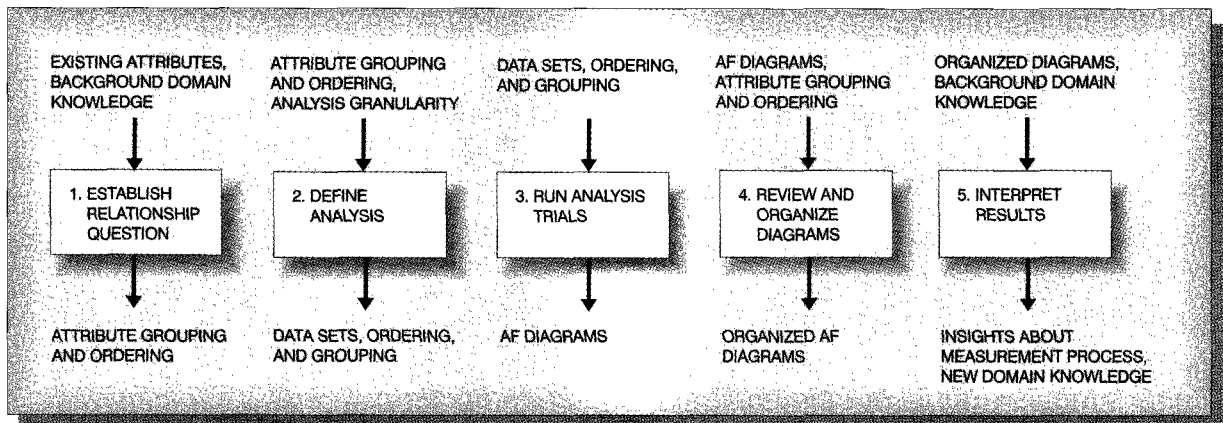 EXISTING ATTRIBUTES,
BACKGROUND DOMAIN
KNOWLEDGE
ATTRIBUTE GROUPING
AND ORDERING,
ANALYSIS GRANULARITY
DATA SETS, ORDERING,
AND GROUPING
AF DIAGRAMS,
ATTRIBUTE GROUPING
AND ORDERING
ORGANIZED DIAGRAMS,
BACKGROUND DOMAIN
KNOWLEDGE
1. ESTABLISH
RELATIONSHIP
QUESTION
2. DEFINE
ANALYSIS
3. RUN ANALYSIS
TRIALS
4. REVIEW AND
ORGANIZE
DIAGRAMS
5. INTERPRET
RESULTS
ATTRIBUTE GROUPING
AND ORDERING
DATA SETS, ORDERING,
AND GROUPING
AF DIAGRAMS
ORGANIZED AF
DIAGRAMS
INSIGHTS ABOUT
MEASUREMENT PROCESS,
NEW DOMAIN KNOWLEDGE